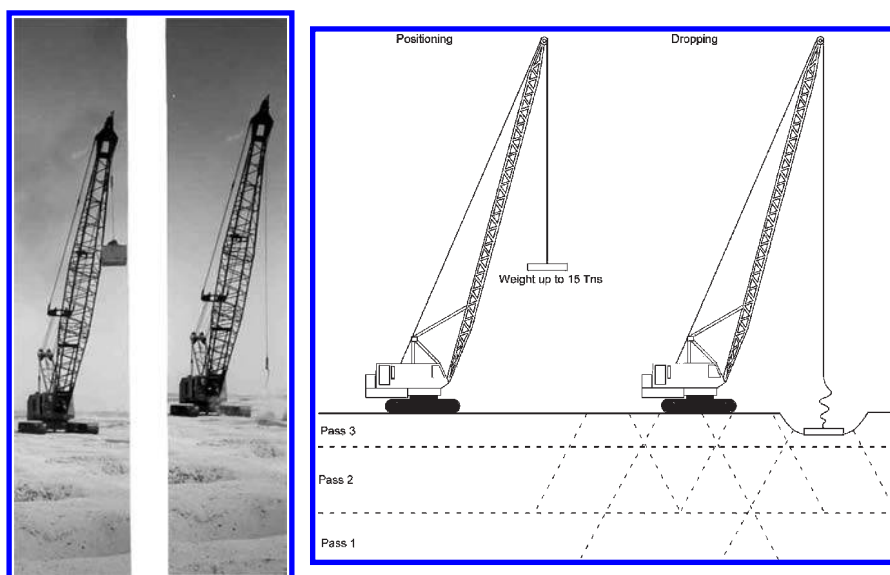 Positioning
Dropping
Weight up to 15 Tns
Pass 3
Pass 2
Pass 1